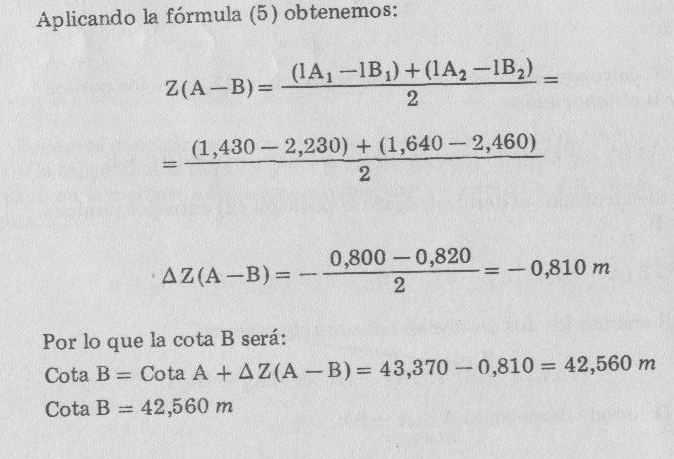 Aplicando la fórmula (5) obtenemos:
Z(A — B) = (lA₁ — lB₁) + (lA₂ — lB₂) / 2 =
= (1,430 — 2,230) + (1,640 — 2,460) / 2
ΔZ(A — B) = — 0,800 — 0,820 / 2 = — 0,810 m
Por lo que la cota B será:
Cota B = Cota A + ΔZ(A — B) = 43,370 — 0,810 = 42,560 m
Cota B = 42,560 m